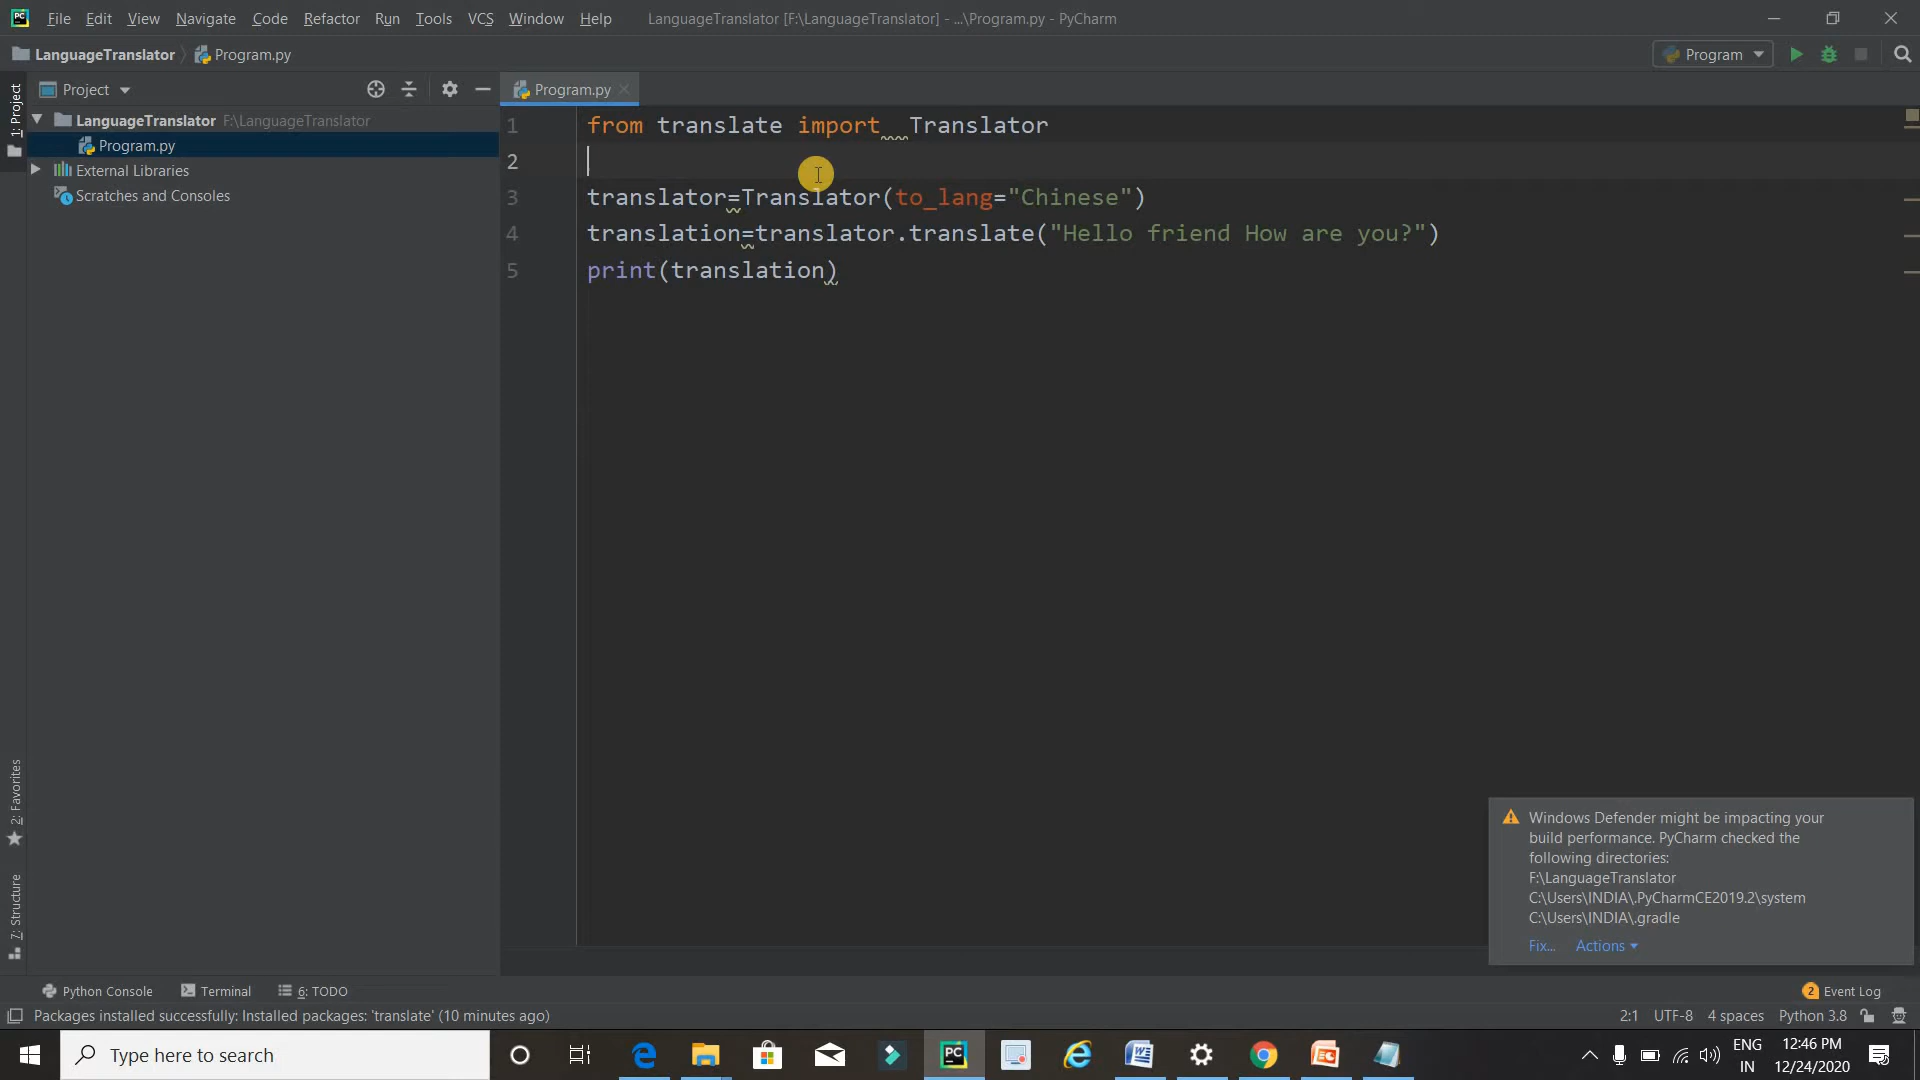 File Edit View Navigate Code Refactor Run Tools VCS Window Help LanguageTranslator [F:\LanguageTranslator] - ...\Program.py - PyCharm
LanguageTranslator Program.py Program
Project Program.py
1: Project
LanguageTranslator F:\LanguageTranslator
Program.py
External Libraries
Scratches and Consoles
1 from translate import  Translator
2
3 translator=Translator(to_lang="Chinese")
4 translation=translator.translate("Hello friend How are you?")
5 print(translation)
2: Favorites
7: Structure
Windows Defender might be impacting your
build performance. PyCharm checked the
following directories:
F:\LanguageTranslator
C:\Users\INDIA\.PyCharmCE2019.2\system
C:\Users\INDIA\.gradle
Fix... Actions
Python Console Terminal 6: TODO 2 Event Log
Packages installed successfully: Installed packages: 'translate' (10 minutes ago) 2:1 UTF-8 4 spaces Python 3.8
Type here to search
ENG 12:46 PM
IN 12/24/2020